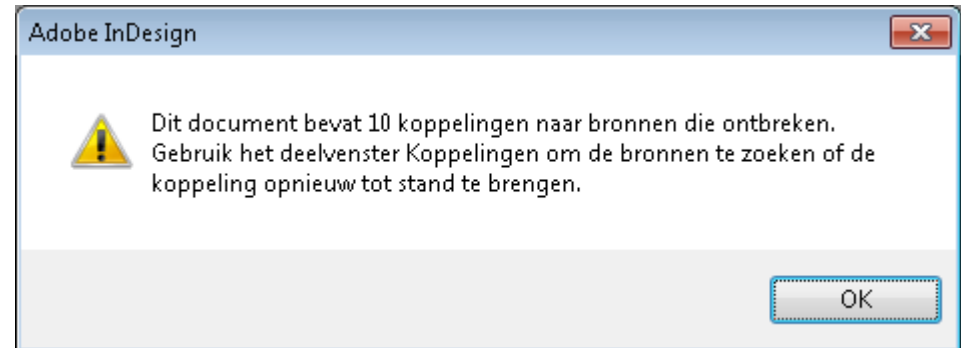 Adobe InDesign
Dit document bevat 10 koppelingen naar bronnen die ontbreken.
Gebruik het deelvenster Koppelingen om de bronnen te zoeken of de
koppeling opnieuw tot stand te brengen.
OK